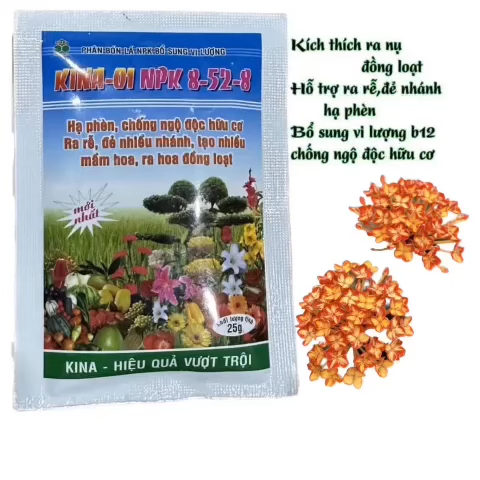 PHÂN BÓN LÁ NPK BỔ SUNG VI LƯỢNG
KINA-01 NPK 8-52-8
Hạ phèn, chống ngộ độc hữu cơ
Ra rễ, đẻ nhiều nhánh, tạo nhiều
mầm hoa, ra hoa đồng loạt
mới
nhất
25g
KINA - HIỆU QUẢ VƯỢT TRỘI
Kích thích ra nụ
đồng loạt
Hỗ trợ ra rễ,đẻ nhánh
hạ phèn
Bổ sung vi lượng b12
chống ngộ độc hữu cơ